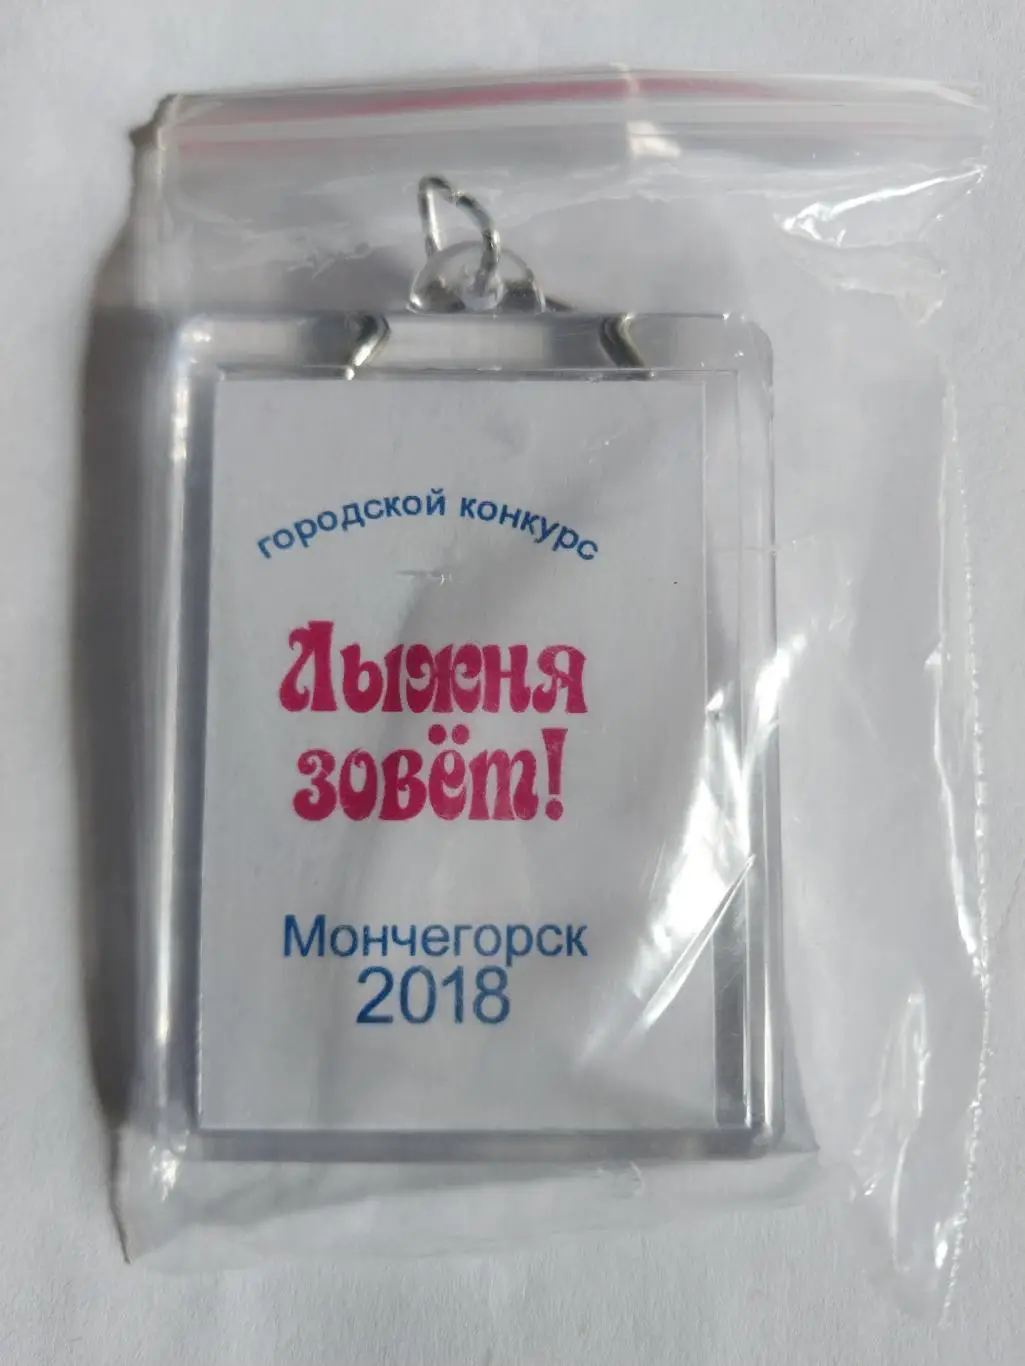 городской конкурс
Лыжня
зовёт!
Мончегорск
2018